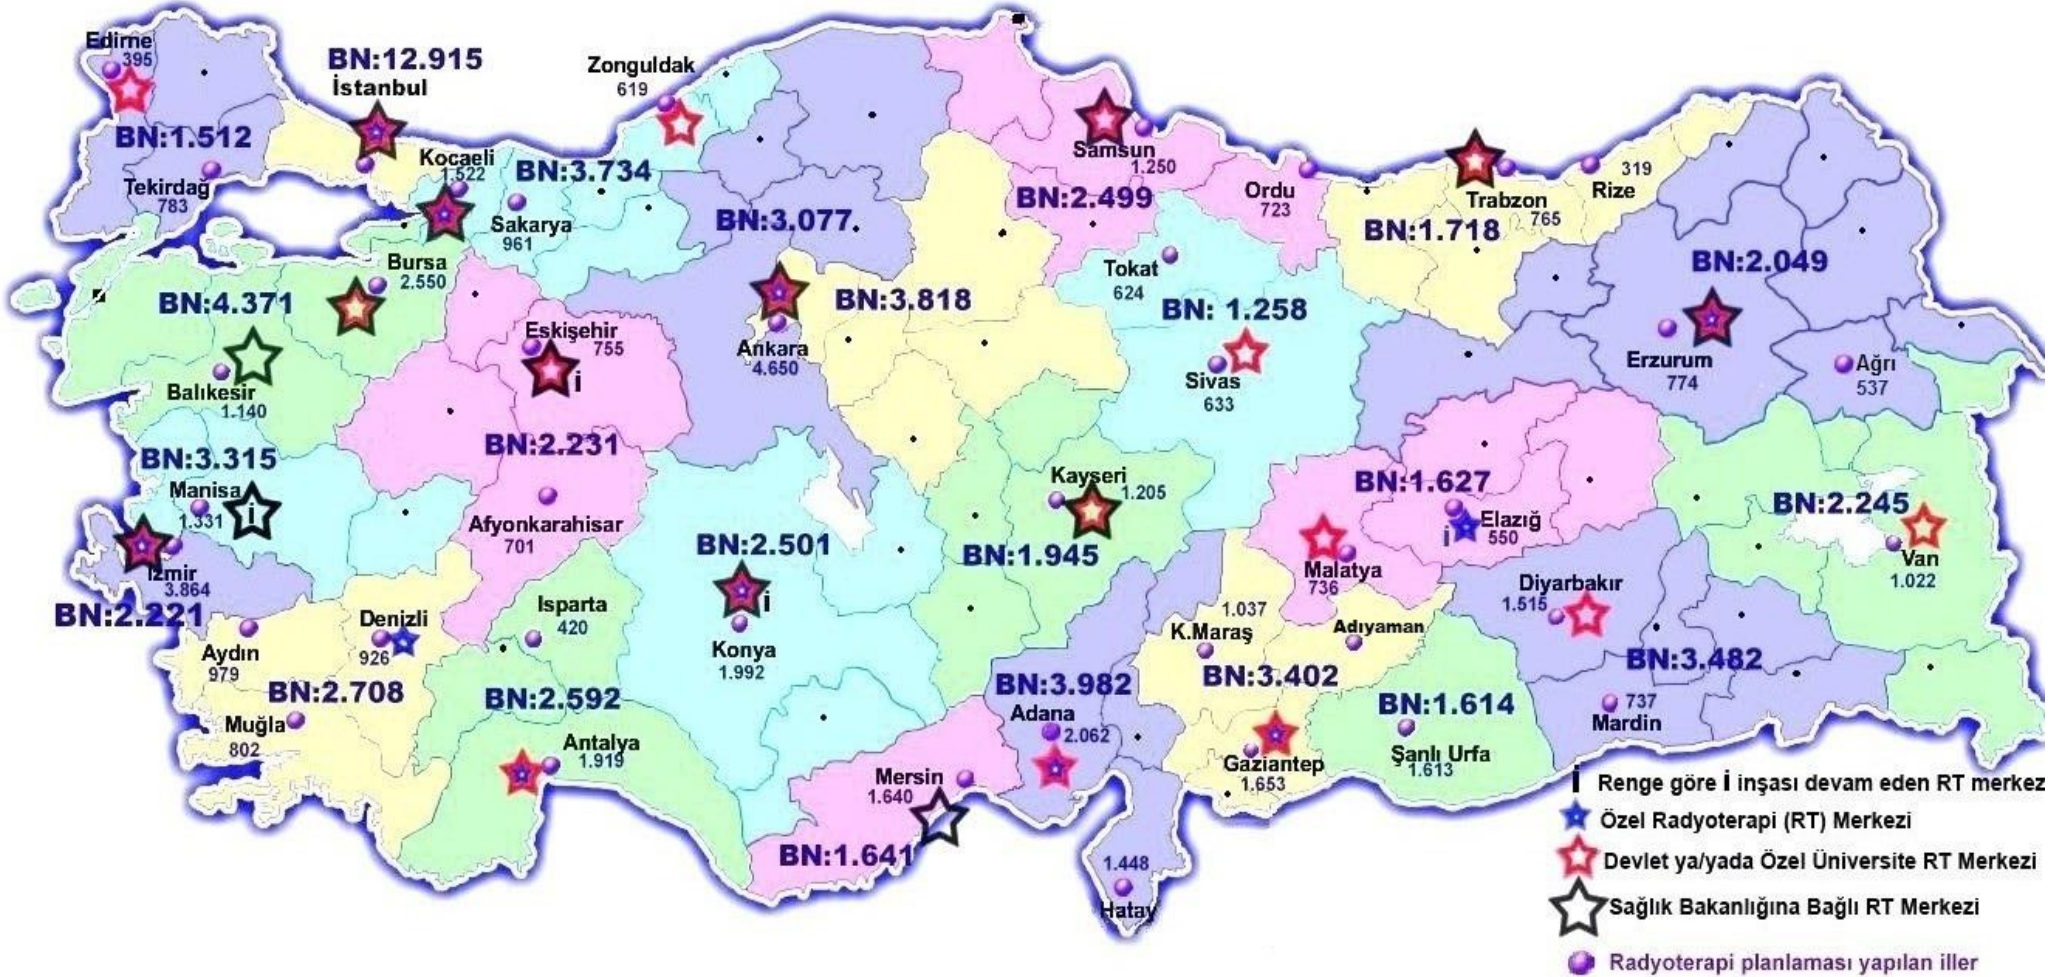 Edirne
395
BN:12.915
İstanbul
Zonguldak
619
BN:1.512
Tekirdağ
783
Kocaeli
1.522
BN:3.734
Sakarya
961
BN:3.077
Samsun
1.250
BN:2.499
Ordu
723
Trabzon
765
319
Rize
BN:1.718
BN:2.049
Bursa
2.550
BN:4.371
Balıkesir
1.140
Eskişehir
755
i
Ankara
4.650
BN:3.818
Tokat
624
BN: 1.258
Sivas
633
Erzurum
774
Ağrı
537
BN:2.231
BN:3.315
Manisa
1.331
i
Afyonkarahisar
701
BN:2.501
i
Konya
1.992
Kayseri
1.205
BN:1.945
BN:1.627
Elazığ
550
i
Malatya
736
BN:2.245
Van
1.022
İzmir
3.864
BN:2.221
Aydın
979
Denizli
926
BN:2.708
Muğla
802
Isparta
420
BN:2.592
Antalya
1.919
Diyarbakır
1.515
BN:3.482
737
Mardin
1.037
K.Maraş
Adıyaman
BN:3.402
Gaziantep
1.653
BN:1.614
Şanlı Urfa
1.613
BN:3.982
Adana
2.062
Mersin
1.640
BN:1.641
1.448
Hatay
i Renge göre i inşası devam eden RT merkez
Özel Radyoterapi (RT) Merkezi
Devlet ya/yada Özel Üniversite RT Merkezi
Sağlık Bakanlığına Bağlı RT Merkezi
Radyoterapi planlaması yapılan iller